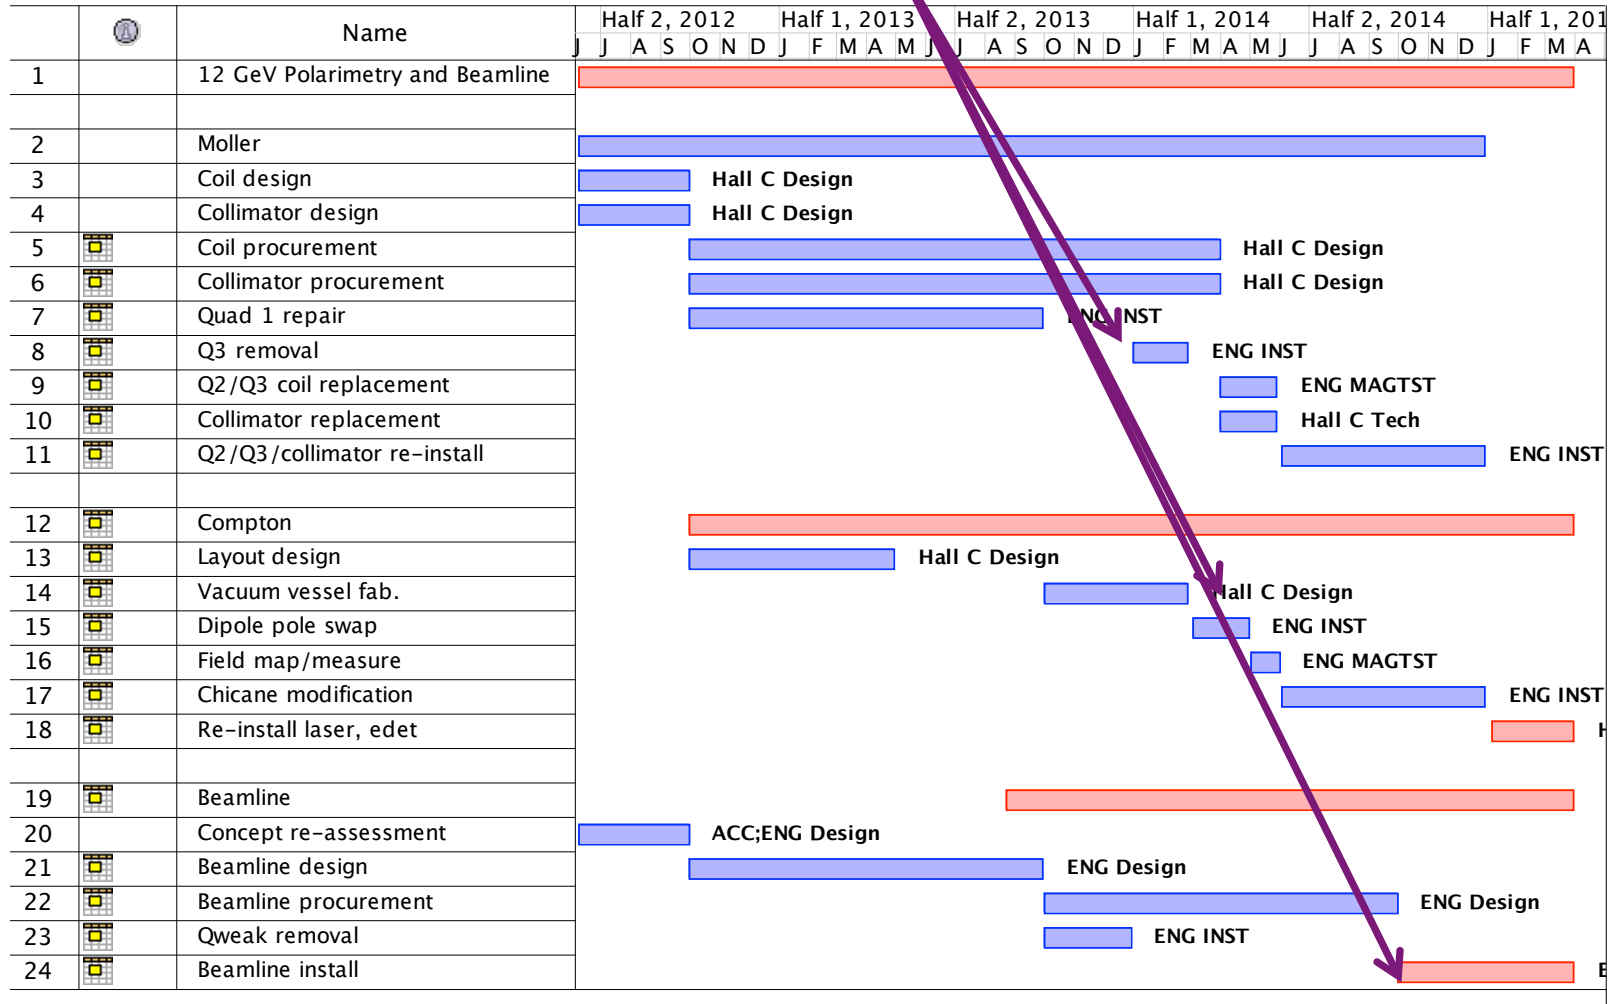 Name
Half 2, 2012 Half 1, 2013 Half 2, 2013 Half 1, 2014 Half 2, 2014 Half 1, 201
J J A S O N D J F M A M J J A S O N D J F M A M J J A S O N D J F M A
1 12 GeV Polarimetry and Beamline
2 Moller
3 Coil design Hall C Design
4 Collimator design Hall C Design
5 Coil procurement Hall C Design
6 Collimator procurement Hall C Design
7 Quad 1 repair ENG INST
8 Q3 removal ENG INST
9 Q2/Q3 coil replacement ENG MAGTST
10 Collimator replacement Hall C Tech
11 Q2/Q3/collimator re-install ENG INST
12 Compton
13 Layout design Hall C Design
14 Vacuum vessel fab. Hall C Design
15 Dipole pole swap ENG INST
16 Field map/measure ENG MAGTST
17 Chicane modification ENG INST
18 Re-install laser, edet
19 Beamline
20 Concept re-assessment ACC;ENG Design
21 Beamline design ENG Design
22 Beamline procurement ENG Design
23 Qweak removal ENG INST
24 Beamline install